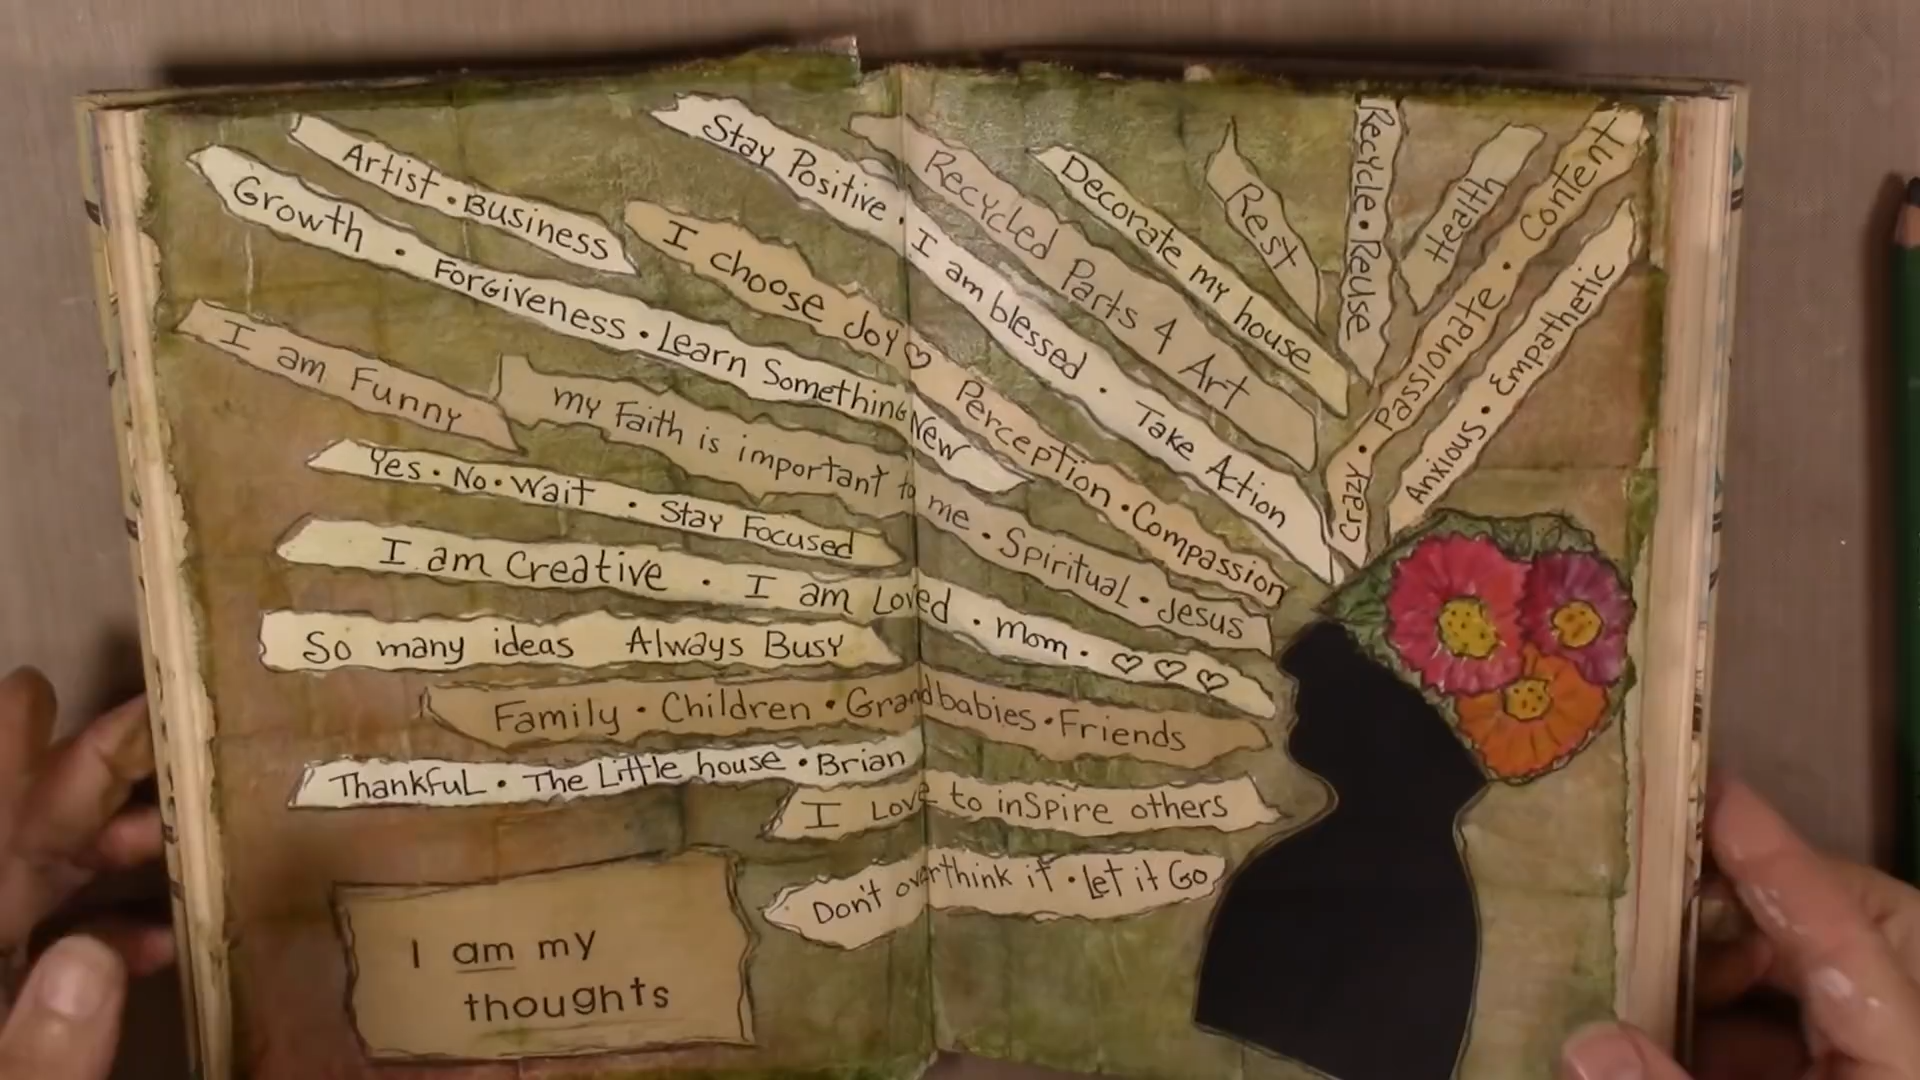 Artist · Business
Growth · Forgiveness · Learn Something New
I am Funny
Stay Positive · I am blessed · Take Action
I choose Joy ♡ Perception · Compassion
my Faith is important to me · Spiritual · Jesus
Yes · No · Wait · Stay Focused
I am Creative · I am Loved · Mom · ♡ ♡ ♡
So many ideas Always Busy
Family · Children · Grandbabies · Friends
Thankful · The Little house · Brian
I Love to inspire others
Don't overthink it · Let it Go
I am my
thoughts
Recycled Parts 4 Art
Decorate my house
Rest
Recycle · Reuse
Health
Crazy · Passionate · Content
Anxious · Empathetic